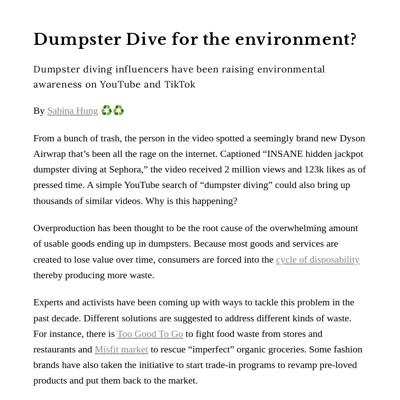 Dumpster Dive for the environment?
Dumpster diving influencers have been raising environmental
awareness on YouTube and TikTok
By Sabina Hung ♻️♻️
From a bunch of trash, the person in the video spotted a seemingly brand new Dyson
Airwrap that’s been all the rage on the internet. Captioned “INSANE hidden jackpot
dumpster diving at Sephora,” the video received 2 million views and 123k likes as of
pressed time. A simple YouTube search of “dumpster diving” could also bring up
thousands of similar videos. Why is this happening?
Overproduction has been thought to be the root cause of the overwhelming amount
of usable goods ending up in dumpsters. Because most goods and services are
created to lose value over time, consumers are forced into the cycle of disposability
thereby producing more waste.
Experts and activists have been coming up with ways to tackle this problem in the
past decade. Different solutions are suggested to address different kinds of waste.
For instance, there is Too Good To Go to fight food waste from stores and
restaurants and Misfit market to rescue “imperfect” organic groceries. Some fashion
brands have also taken the initiative to start trade-in programs to revamp pre-loved
products and put them back to the market.